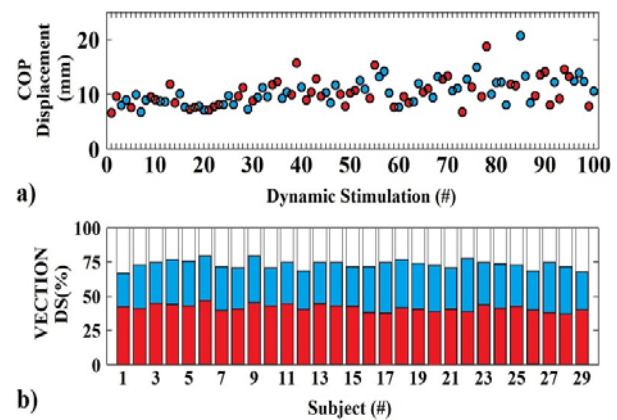 20
10
0
COP
Displacement
(mm)
0 10 20 30 40 50 60 70 80 90 100
Dynamic Stimulation (#)
a)
100
75
50
25
0
VECTION
DS(%)
1 3 5 7 9 11 13 15 17 19 21 23 25 27 29
Subject (#)
b)